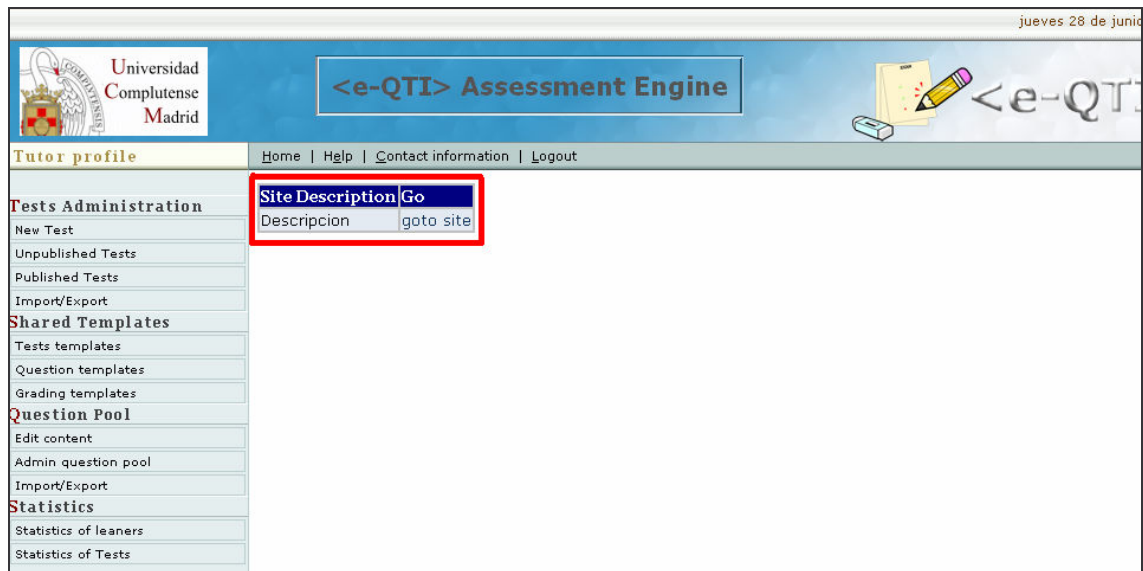 jueves 28 de junio
Universidad
Complutense
Madrid
<e-QTI> Assessment Engine
<e-QTI
Tutor profile
Home | Help | Contact information | Logout
Tests Administration
New Test
Unpublished Tests
Published Tests
Import/Export
Shared Templates
Tests templates
Question templates
Grading templates
Question Pool
Edit content
Admin question pool
Import/Export
Statistics
Statistics of leaners
Statistics of Tests
Site Description Go
Descripcion goto site